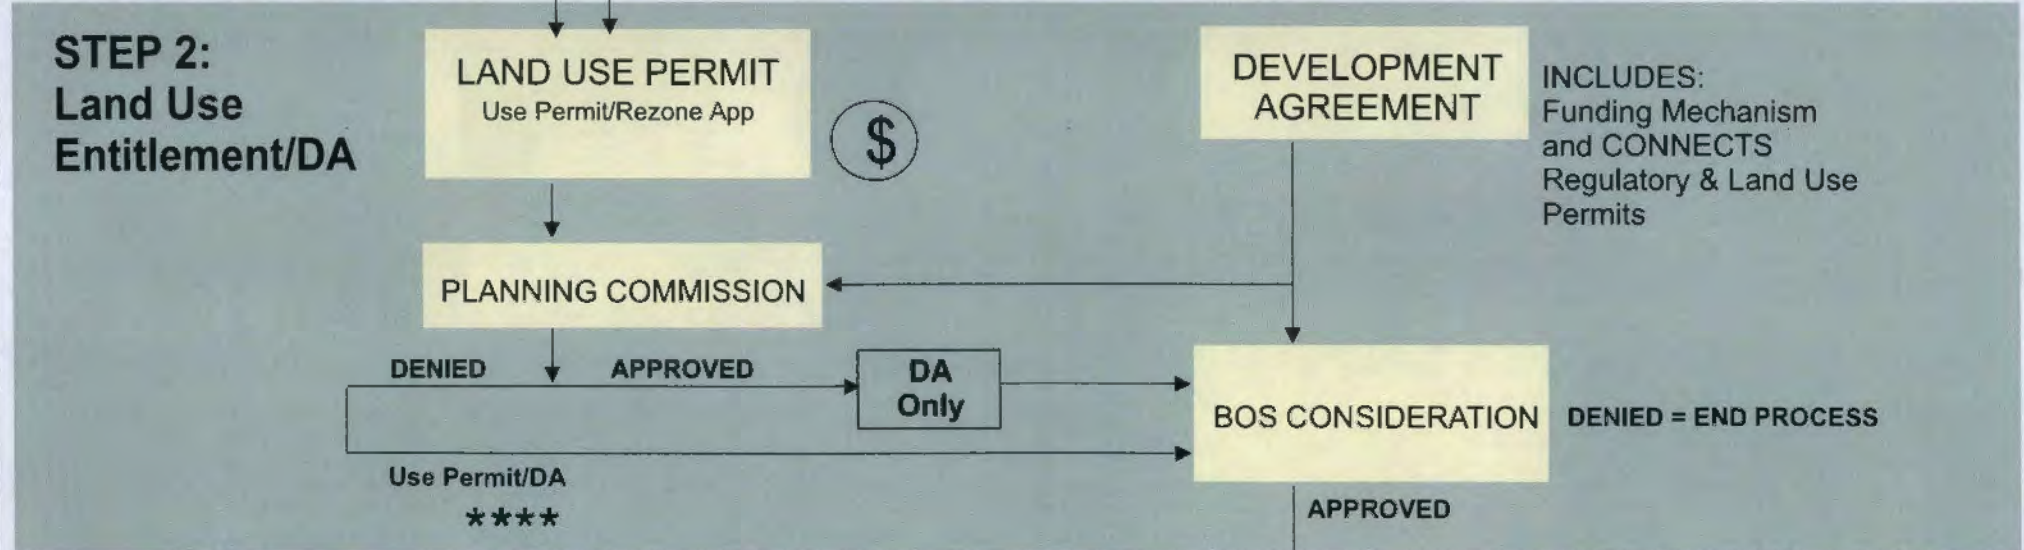 STEP 2:
Land Use
Entitlement/DA
LAND USE PERMIT
Use Permit/Rezone App
$
DEVELOPMENT
AGREEMENT
INCLUDES:
Funding Mechanism
and CONNECTS
Regulatory & Land Use
Permits
PLANNING COMMISSION
DENIED
APPROVED
DA
Only
BOS CONSIDERATION
DENIED = END PROCESS
Use Permit/DA
****
APPROVED